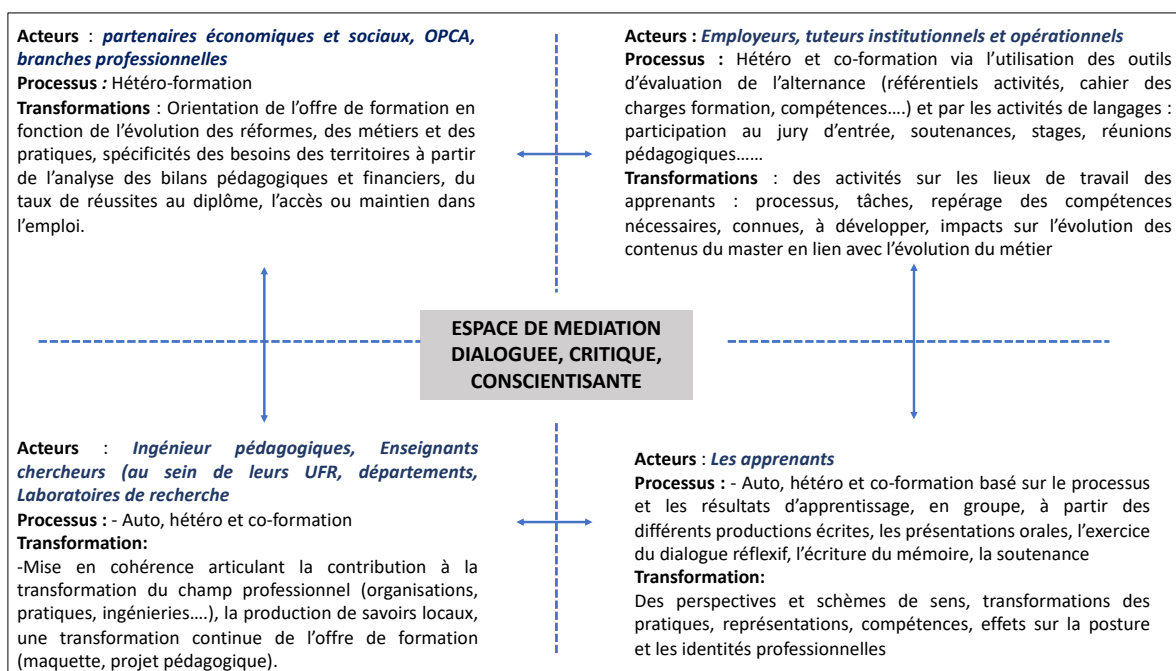 Acteurs : partenaires économiques et sociaux, OPCA,
branches professionnelles
Processus : Hétéro-formation
Transformations : Orientation de l'offre de formation en
fonction de l'évolution des réformes, des métiers et des
pratiques, spécificités des besoins des territoires à partir
de l'analyse des bilans pédagogiques et financiers, du
taux de réussites au diplôme, l'accès ou maintien dans
l'emploi.
Acteurs : Employeurs, tuteurs institutionnels et opérationnels
Processus : Hétéro et co-formation via l'utilisation des outils
d'évaluation de l'alternance (référentiels activités, cahier des
charges formation, compétences....) et par les activités de langages :
participation au jury d'entrée, soutenances, stages, réunions
pédagogiques......
Transformations : des activités sur les lieux de travail des
apprenants : processus, tâches, repérage des compétences
nécessaires, connues, à développer, impacts sur l'évolution des
contenus du master en lien avec l'évolution du métier
ESPACE DE MEDIATION
DIALOGUEE, CRITIQUE,
CONSCIENTISANTE
Acteurs : Ingénieur pédagogiques, Enseignants
chercheurs (au sein de leurs UFR, départements,
Laboratoires de recherche
Processus : - Auto, hétéro et co-formation
Transformation:
-Mise en cohérence articulant la contribution à la
transformation du champ professionnel (organisations,
pratiques, ingénieries....), la production de savoirs locaux,
une transformation continue de l'offre de formation
(maquette, projet pédagogique).
Acteurs : Les apprenants
Processus : - Auto, hétéro et co-formation basé sur le processus
et les résultats d'apprentissage, en groupe, à partir des
différents productions écrites, les présentations orales, l'exercice
du dialogue réflexif, l'écriture du mémoire, la soutenance
Transformation:
Des perspectives et schèmes de sens, transformations des
pratiques, représentations, compétences, effets sur la posture
et les identités professionnelles